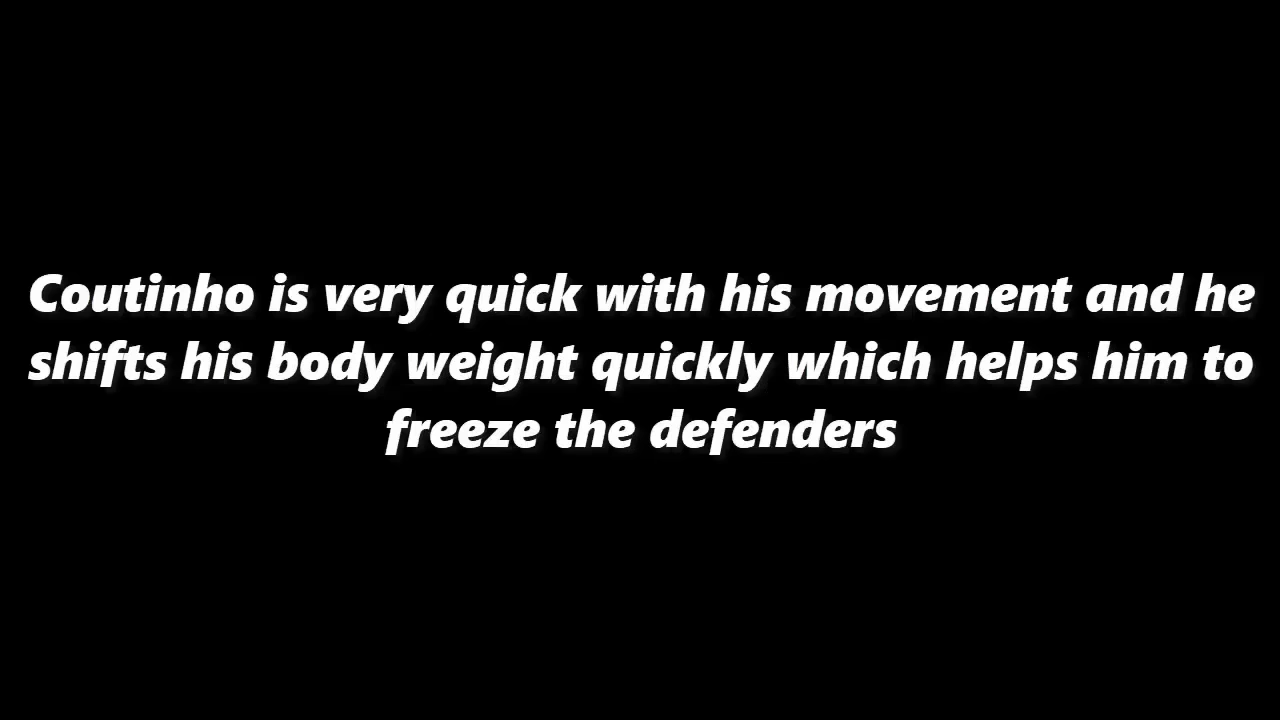 Coutinho is very quick with his movement and he
shifts his body weight quickly which helps him to
freeze the defenders